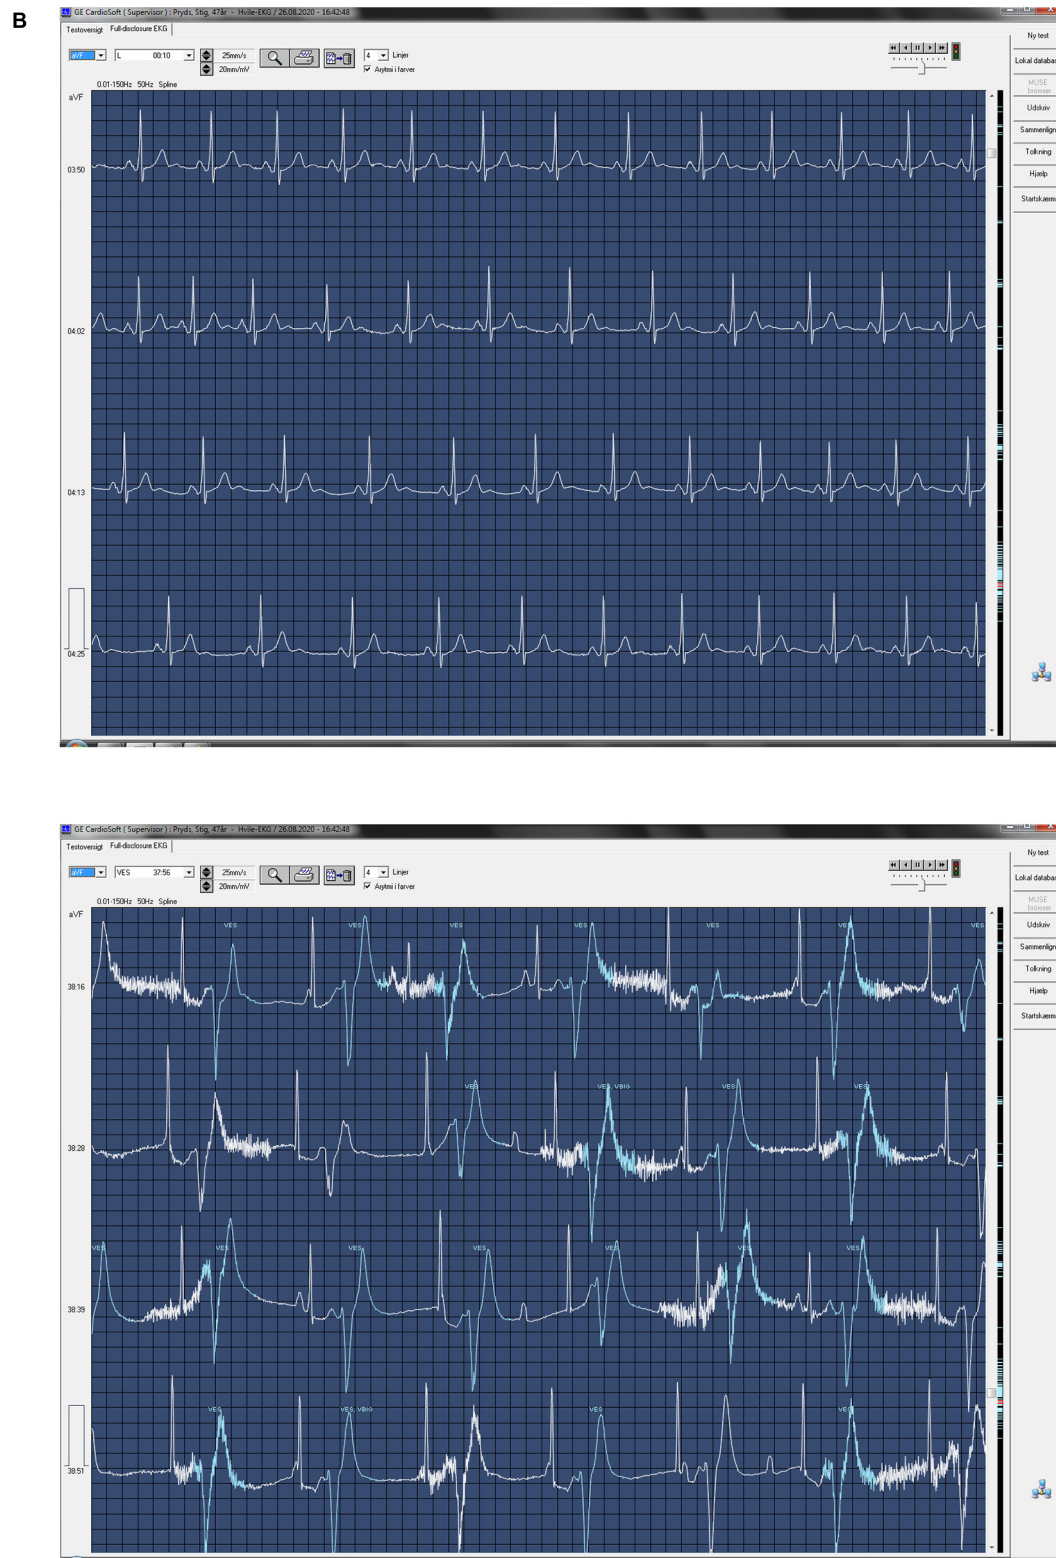 B
GE CardioSoft ( Supervisor ) : Pryds, Stig, 47år - Hvile-EKG / 26.08.2020 - 16:42:48
Testoversigt Full-disclosure EKG
Ny test
aVF L 00:10 25mm/s 4 Linjer
20mm/mV Arytmi i farver
Lokal databas
MUSE
browser
0.01-150Hz 50Hz Spline
aVF
Udskriv
Sammenlign
Tolkning
Hjælp
Startskærm
03:50
04:02
04:13
04:25
GE CardioSoft ( Supervisor ) : Pryds, Stig, 47år - Hvile-EKG / 26.08.2020 - 16:42:48
Testoversigt Full-disclosure EKG
Ny test
aVF VES 37:56 25mm/s 4 Linjer
20mm/mV Arytmi i farver
Lokal databas
MUSE
browser
0.01-150Hz 50Hz Spline
aVF
Udskriv
Sammenlign
Tolkning
Hjælp
Startskærm
VES VES VES VES VES VES VES
38:16
VES VES, VBIG VES VES
38:28
VES VES VES VES VES VES VES
38:39
VES VES, VBIG VES VES
38:51